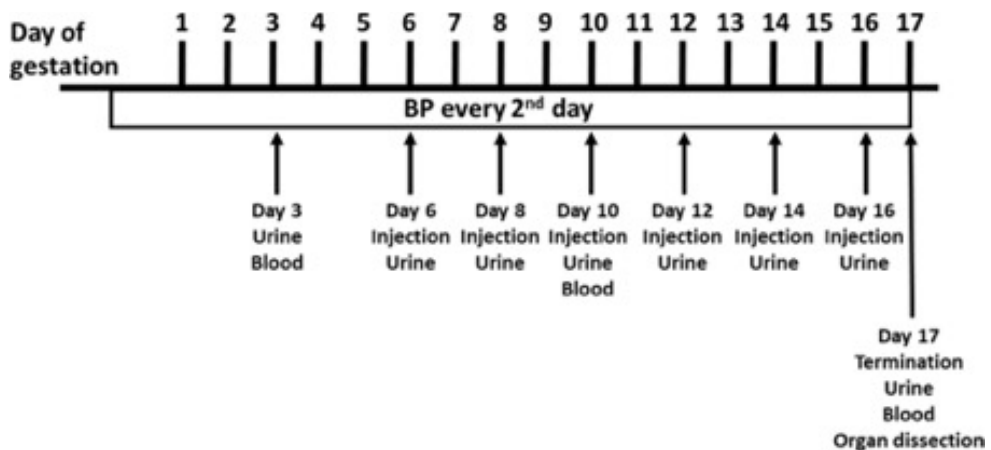 Day of
gestation
1 2 3 4 5 6 7 8 9 10 11 12 13 14 15 16 17
BP every 2nd day
Day 3
Urine
Blood
Day 6
Injection
Urine
Day 8
Injection
Urine
Day 10
Injection
Urine
Blood
Day 12
Injection
Urine
Day 14
Injection
Urine
Day 16
Injection
Urine
Day 17
Termination
Urine
Blood
Organ dissection